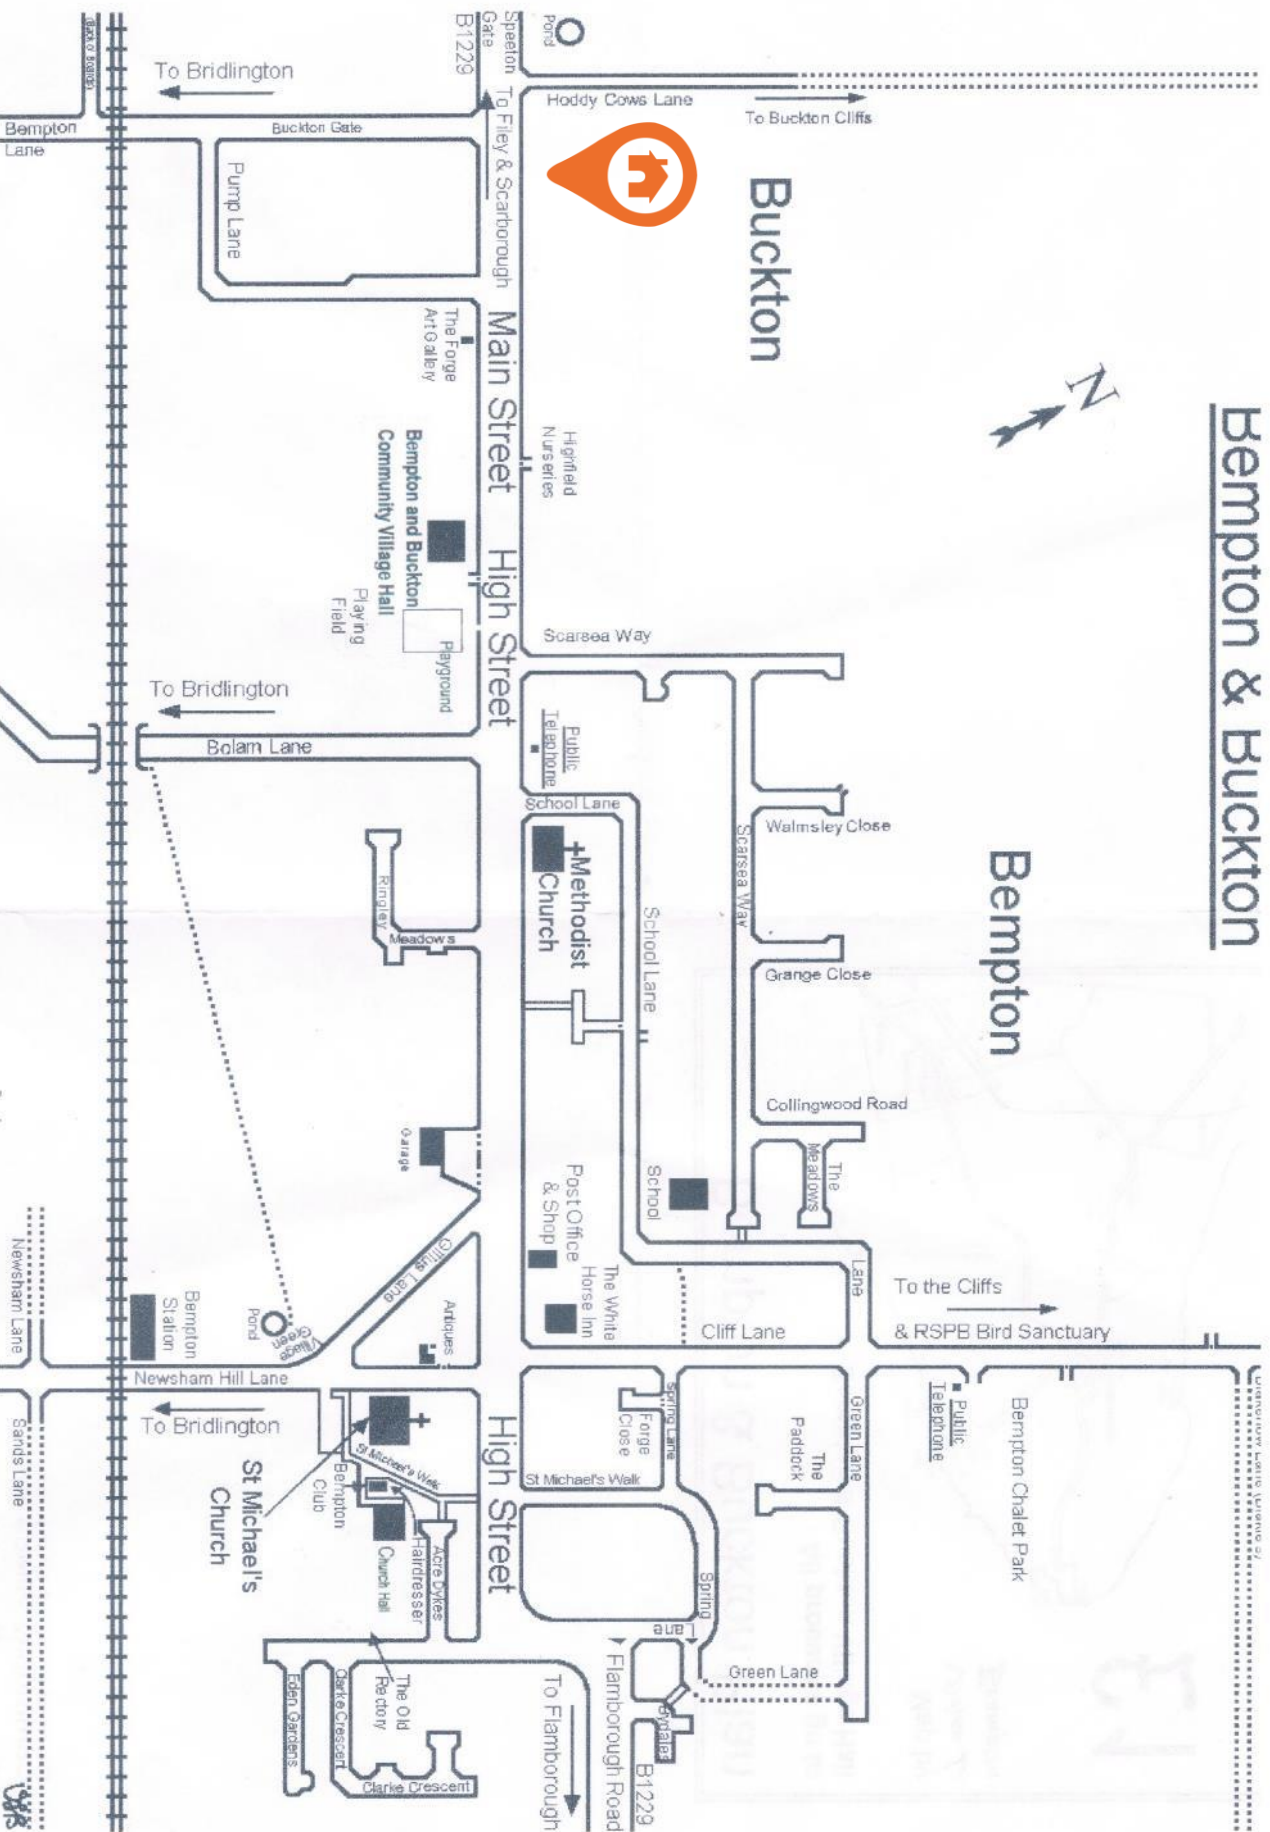 Bempton & Buckton
Buckton
Bempton
N
Pond
Speeton
Gate
B1229
To Filey & Scarborough
Hoddy Cows Lane
To Buckton Cliffs
To Bridlington
Bempton
Lane
Buckton Gate
Pump Lane
The Forge
Art Gallery
Main Street
Highfield
Nurseries
Bempton and Buckton
Community Village Hall
High Street
Playing
Field
Playground
Scarsea Way
To Bridlington
Bolam Lane
Public
Telephone
School Lane
Walmsley Close
Scarsea Way
Methodist
Church
School Lane
Ringley
Meadows
Grange Close
Collingwood Road
The
Meadows
School
Garage
Post Office
& Shop
The White
Horse Inn
Gillus Lane
Antiques
Lane
To the Cliffs
& RSPB Bird Sanctuary
Cliff Lane
Newsham Lane
Bempton
Station
Pond
Village
Green
Newsham Hill Lane
To Bridlington
Sands Lane
St Michael's
Church
St Michael's Walk
Bempton
Club
Hairdresser
Church Hall
Acre Dykes
High Street
Forge
Close
Spring Lane
St Michael's Walk
The
Paddock
Green Lane
Public
Telephone
Bempton Chalet Park
Spring
Lane
Green Lane
The Old
Rectory
Clarke Crescent
Eden Gardens
Clarke Crescent
To Flamborough
Flamborough Road
B1229